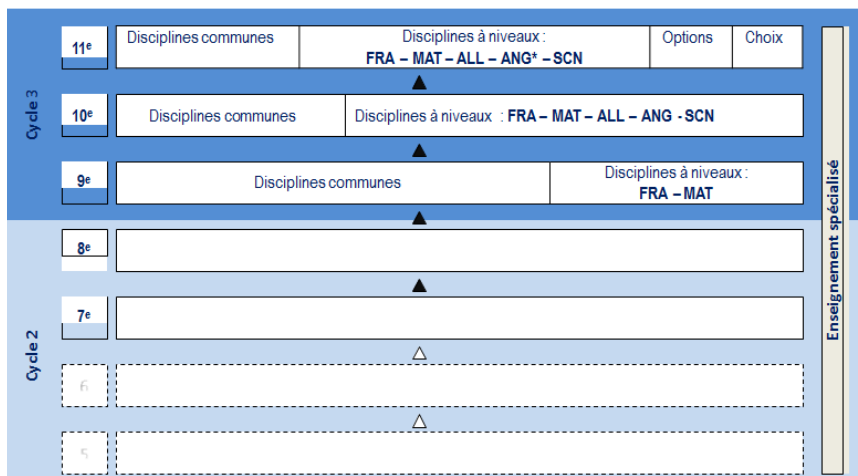 Cycle 3
11e
Disciplines communes
Disciplines à niveaux :
FRA – MAT – ALL – ANG* – SCN
Options
Choix
10e
Disciplines communes
Disciplines à niveaux : FRA – MAT – ALL – ANG - SCN
9e
Disciplines communes
Disciplines à niveaux :
FRA – MAT
Cycle 2
8e
7e
6
5
Enseignement spécialisé